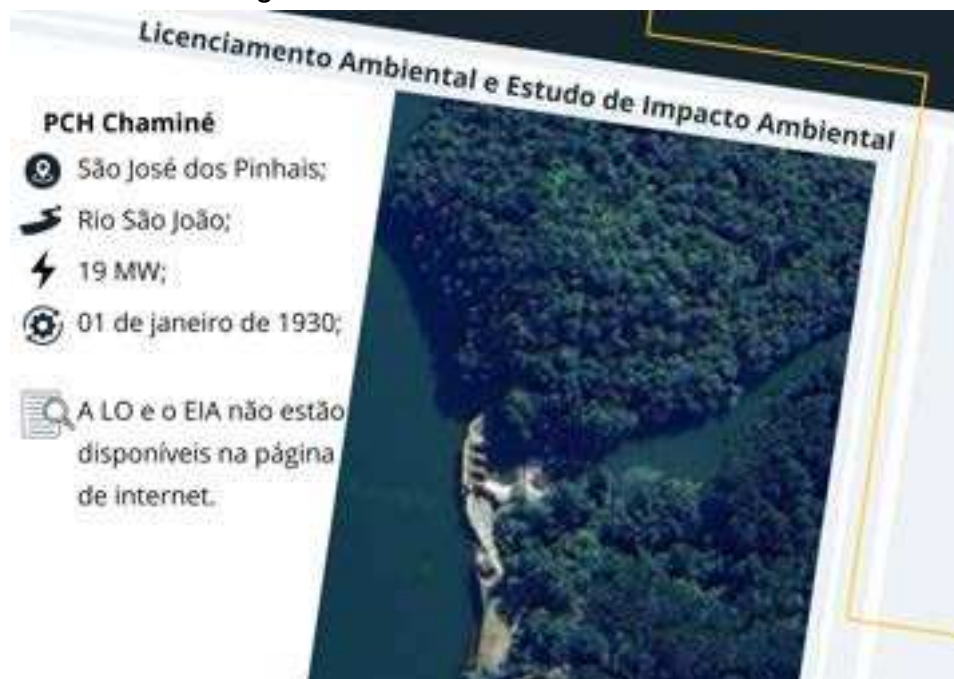 Licenciamento Ambiental e Estudo de Impacto Ambiental
PCH Chaminé
São José dos Pinhais;
Rio São João;
19 MW;
01 de janeiro de 1930;
A LO e o EIA não estão
disponíveis na página
de internet.